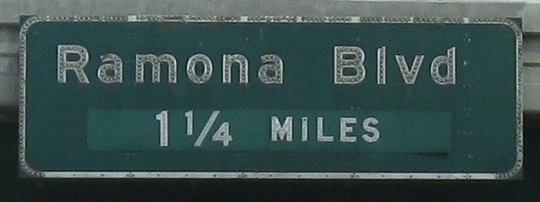 Ramona Blvd
1 1/4 MILES